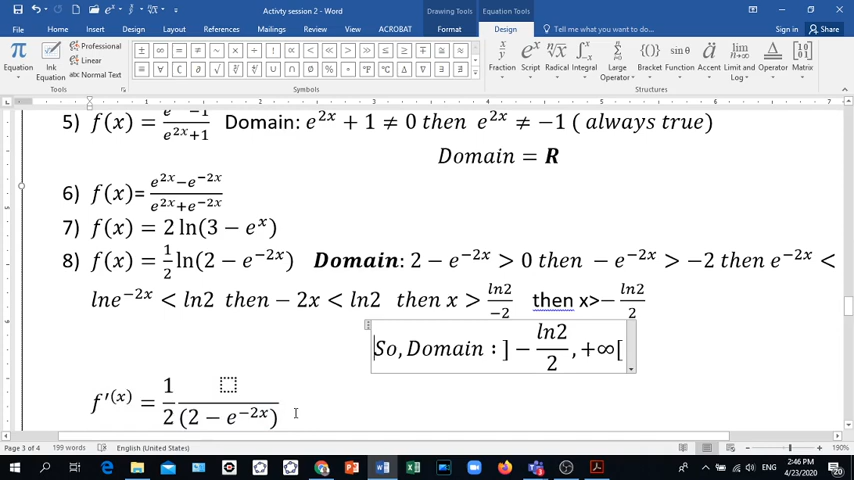 Activty session 2 - Word
Drawing Tools
Equation Tools
Sign in
File Home Insert Draw Design Layout References Mailings Review View ACROBAT Format Design Tell me what you want to do Share
Professional
Linear
abc Normal Text
Equation
Ink Equation
Fraction Script Radical Integral Large Operator Bracket Function Accent Limit and Log Operator Matrix
Tools
Symbols
Structures
5) f(x) = (e^{2x} −1)/(e^{2x}+1) Domain: e^{2x} + 1 ≠ 0 then e^{2x} ≠ −1 ( always true)
Domain = R
6) f(x)= (e^{2x}−e^{−2x})/(e^{2x}+e^{−2x})
7) f(x) = 2 ln(3 − e^x)
8) f(x) = 1/2 ln(2 − e^{−2x}) Domain: 2 − e^{−2x} > 0 then − e^{−2x} > −2 then e^{−2x} <
lne^{−2x} < ln2 then − 2x < ln2 then x > ln2/−2 then x>− ln2/2
So, Domain : ] − ln2/2 , +∞[
f′^{(x)} = 1/2 /(2 − e^{−2x})
Page 3 of 4 199 words English (United States) 120%
ENG 2:46 PM
4/23/2020
20